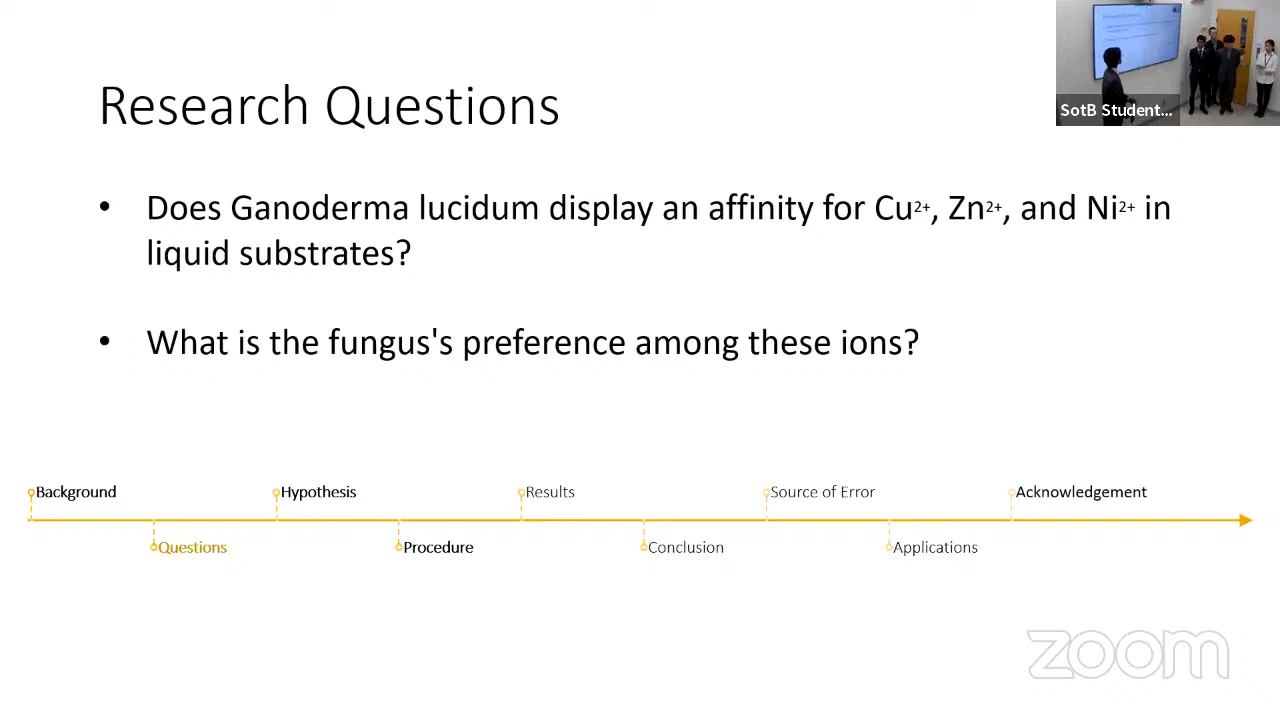 SotB Student...
Research Questions
• Does Ganoderma lucidum display an affinity for Cu2+, Zn2+, and Ni2+ in
liquid substrates?
• What is the fungus's preference among these ions?
Background
Hypothesis
Results
Source of Error
Acknowledgement
Questions
Procedure
Conclusion
Applications
zoom